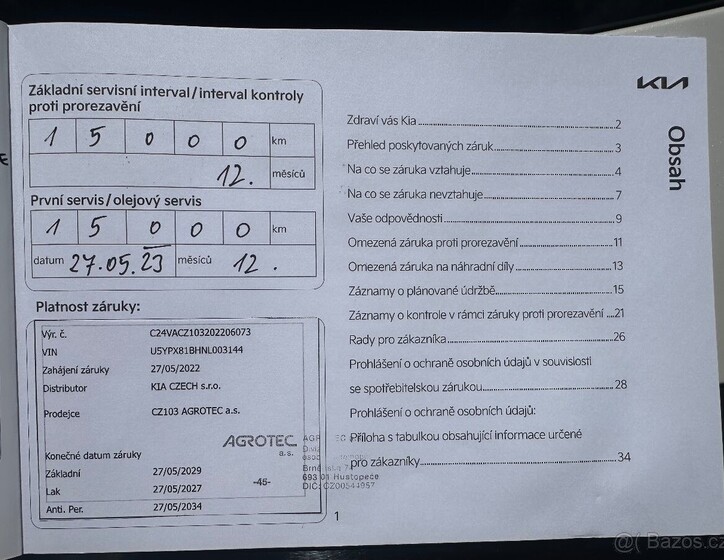 Základní servisní interval/interval kontroly
proti prorezavění
1 5 0 0 0 km
12. měsíců
První servis/olejový servis
1 5 0 0 0 km
datum 27.05.23 měsíců 12.
Platnost záruky:
Výr. č. C24VACZ103202206073
VIN U5YPX81BHNL003144
Zahájení záruky 27/05/2022
Distributor KIA CZECH s.r.o.
Prodejce CZ103 AGROTEC a.s.
AGROTEC
a.s.
Konečné datum záruky
Základní 27/05/2029
-45-
Lak 27/05/2027
Anti. Per. 27/05/2034
693 01 Hustopeče
1
KIA
Obsah
Zdraví vás Kia 2
Přehled poskytovaných záruk 3
Na co se záruka vztahuje 4
Na co se záruka nevztahuje 7
Vaše odpovědnosti 9
Omezená záruka proti prorezavění 11
Omezená záruka na náhradní díly 13
Záznamy o plánované údržbě 15
Záznamy o kontrole v rámci záruky proti prorezavění 21
Rady pro zákazníka 26
Prohlášení o ochraně osobních údajů v souvislosti
se spotřebitelskou zárukou 28
Prohlášení o ochraně osobních údajů:
Příloha s tabulkou obsahující informace určené
pro zákazníky 34
@( Bazos.cz